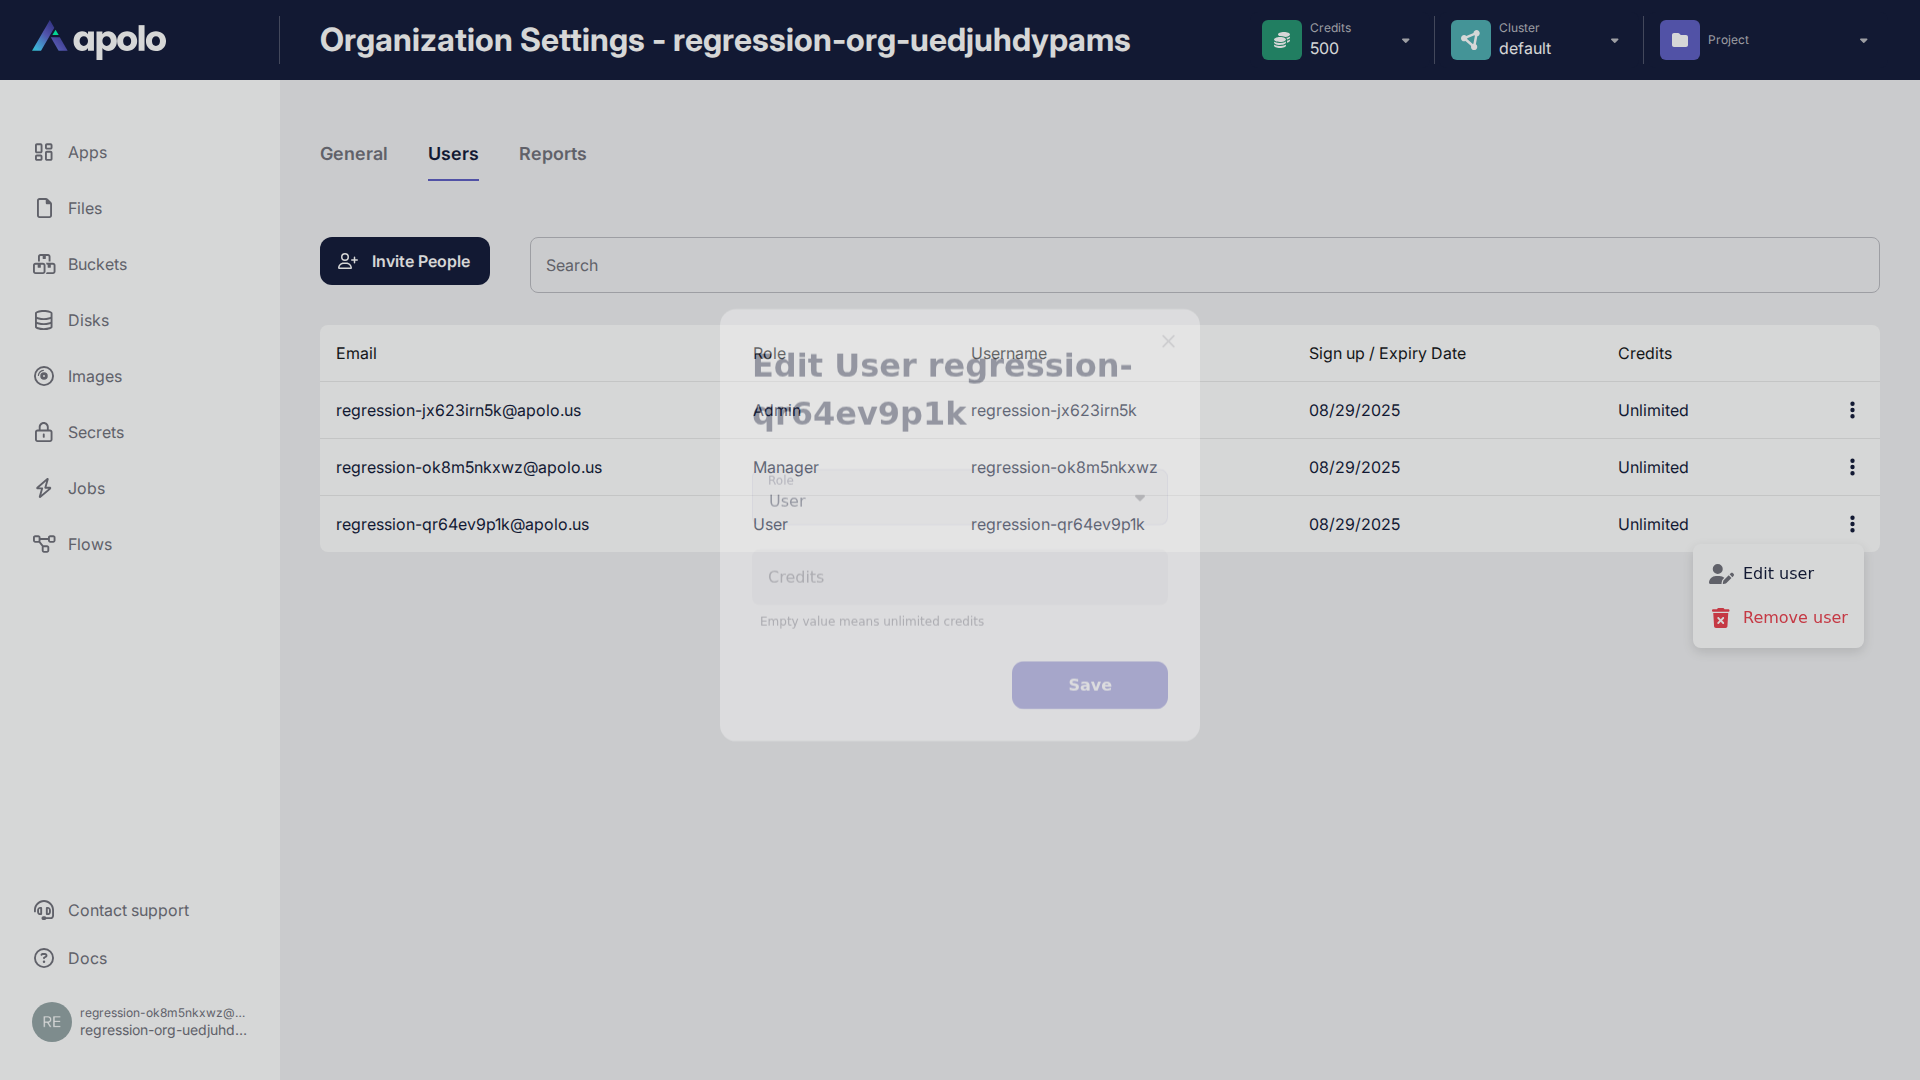 apolo
Organization Settings - regression-org-uedjuhdypams
Credits
500
Cluster
default
Project
Apps
Files
Buckets
Disks
Images
Secrets
Jobs
Flows
General
Users
Reports
Invite People
Search
Email
Role
Username
Sign up / Expiry Date
Credits
regression-jx623irn5k@apolo.us
Admin
regression-jx623irn5k
08/29/2025
Unlimited
regression-ok8m5nkxwz@apolo.us
Manager
regression-ok8m5nkxwz
08/29/2025
Unlimited
regression-qr64ev9p1k@apolo.us
User
regression-qr64ev9p1k
08/29/2025
Unlimited
Edit User regression-
qr64ev9p1k
Role
User
Credits
Empty value means unlimited credits
Save
Edit user
Remove user
Contact support
Docs
RE
regression-ok8m5nkxwz@...
regression-org-uedjuhd...